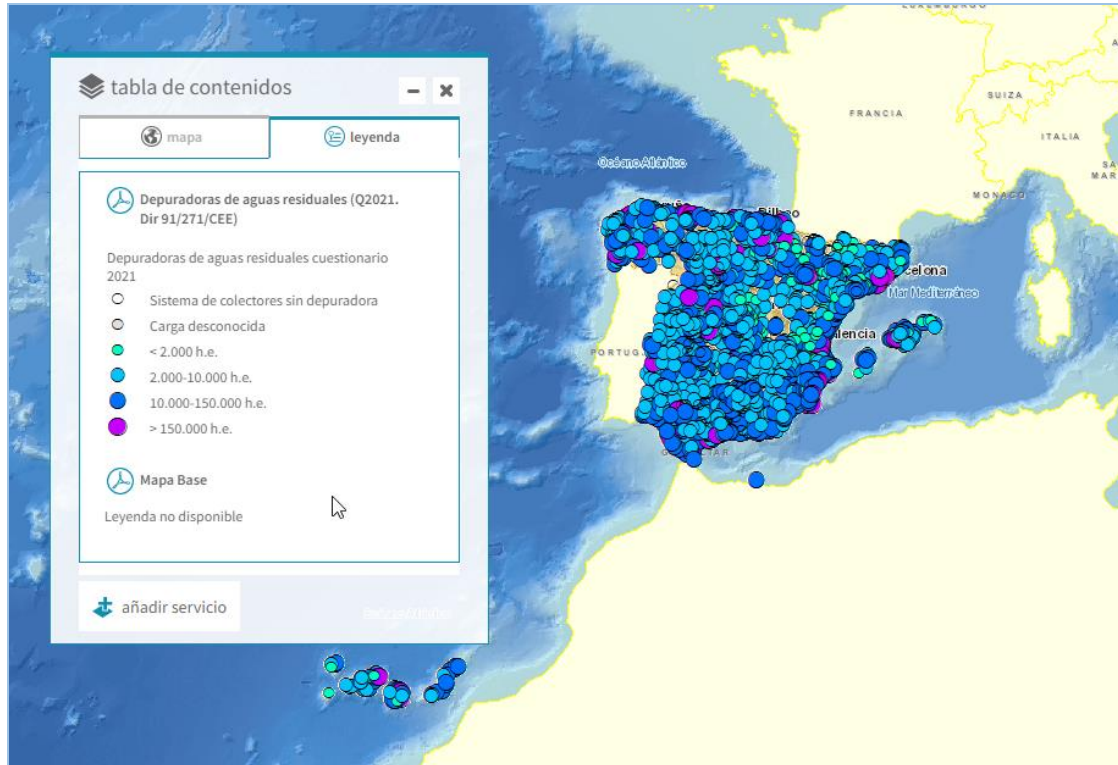 tabla de contenidos
mapa
leyenda
Depuradoras de aguas residuales (Q2021.
Dir 91/271/CEE)
Depuradoras de aguas residuales cuestionario
2021
Sistema de colectores sin depuradora
Carga desconocida
< 2.000 h.e.
2.000-10.000 h.e.
10.000-150.000 h.e.
> 150.000 h.e.
Mapa Base
Leyenda no disponible
añadir servicio
SUIZA
FRANCIA
ITALIA
Océano Atlántico
MONACO
Bilbao
celona
Mar Mediterráneo
alencia
PORTUG